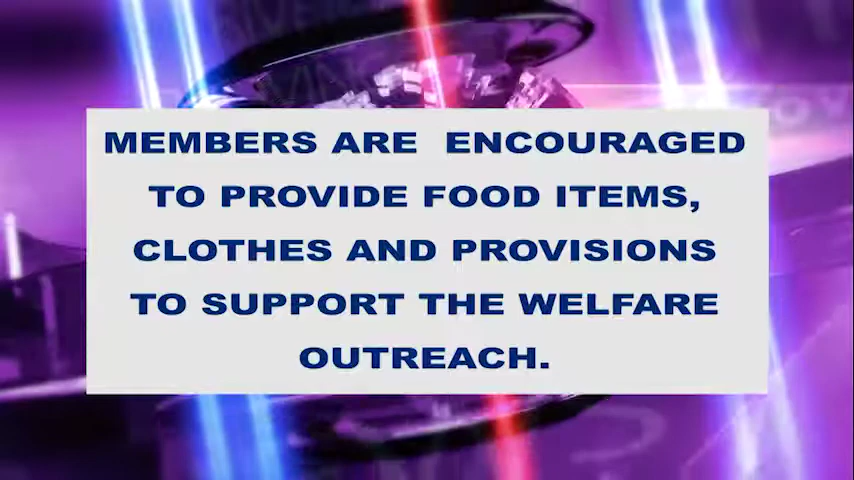 MEMBERS ARE ENCOURAGED
TO PROVIDE FOOD ITEMS,
CLOTHES AND PROVISIONS
TO SUPPORT THE WELFARE
OUTREACH.